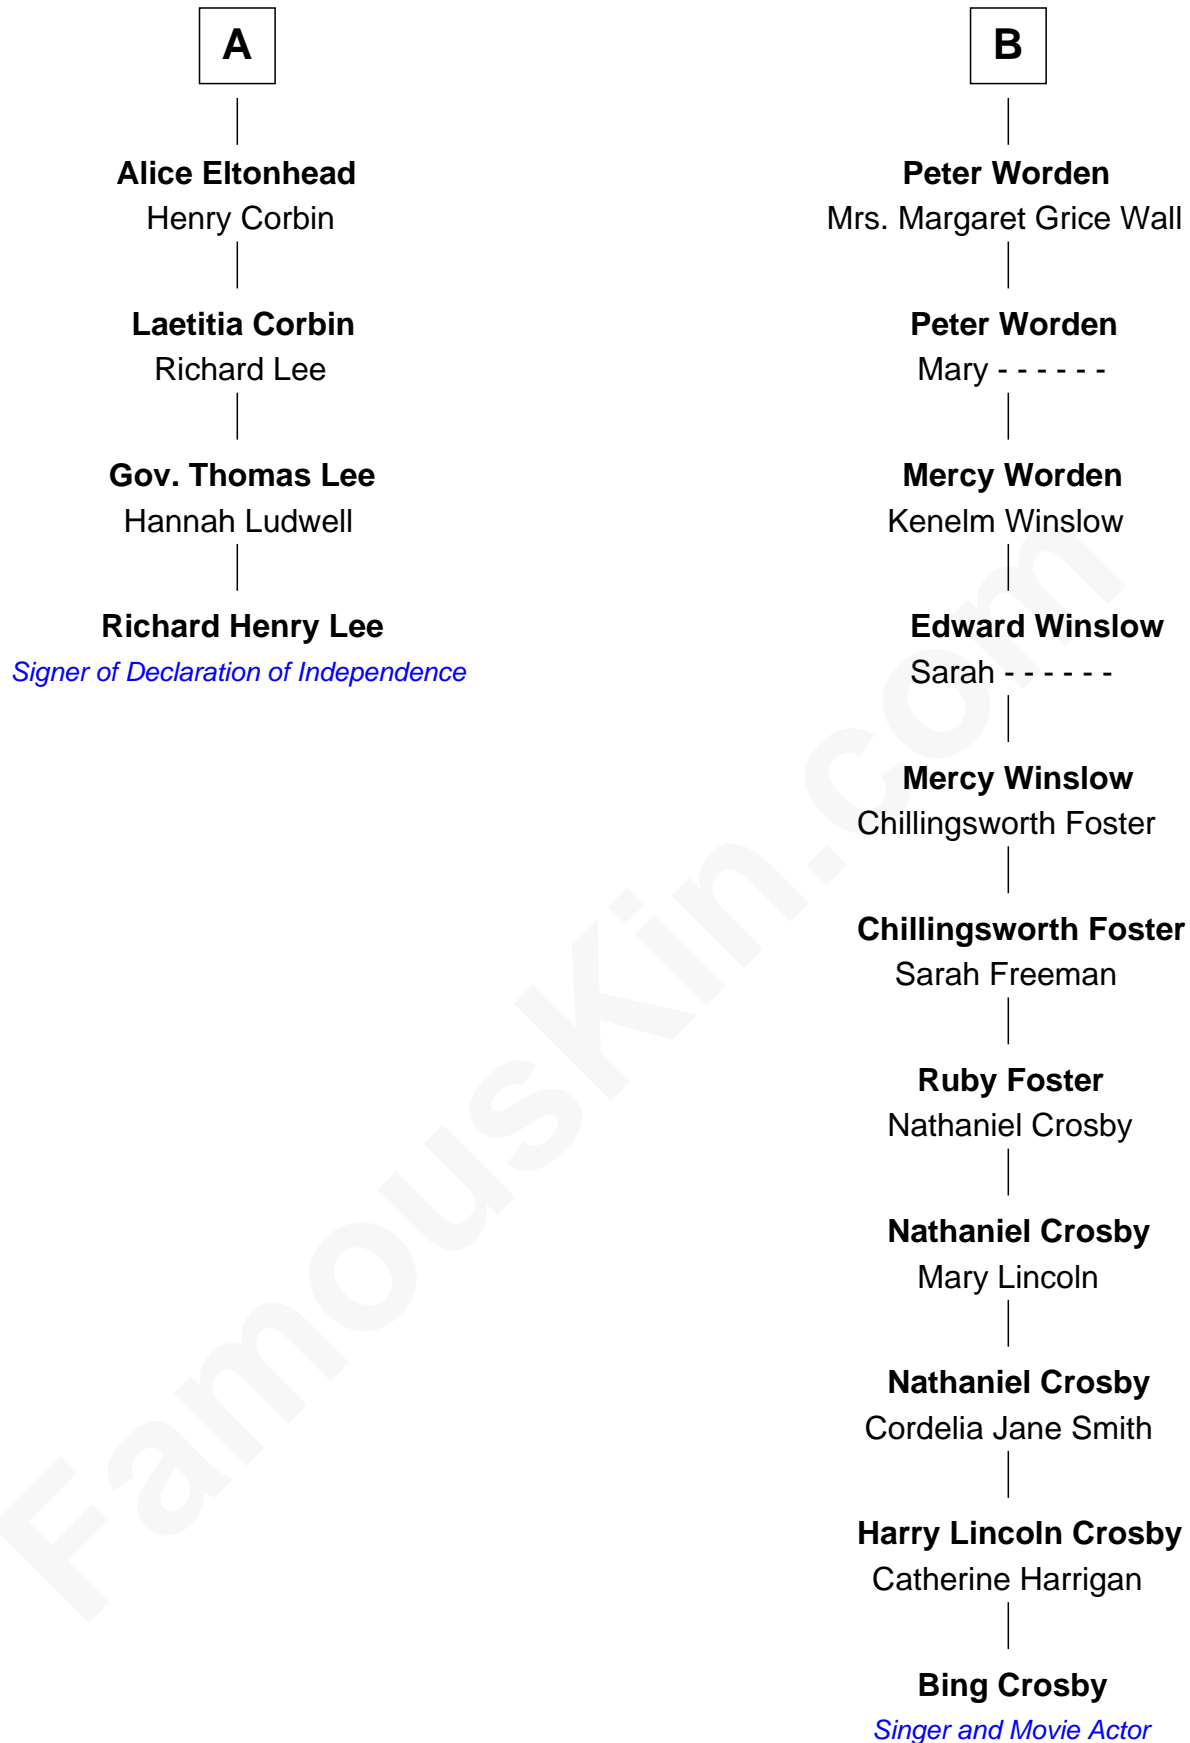 A
Alice Eltonhead
Henry Corbin
Laetitia Corbin
Richard Lee
Gov. Thomas Lee
Hannah Ludwell
Richard Henry Lee
Signer of Declaration of Independence
B
Peter Worden
Mrs. Margaret Grice Wall
Peter Worden
Mary - - - - - -
Mercy Worden
Kenelm Winslow
Edward Winslow
Sarah - - - - - -
Mercy Winslow
Chillingsworth Foster
Chillingsworth Foster
Sarah Freeman
Ruby Foster
Nathaniel Crosby
Nathaniel Crosby
Mary Lincoln
Nathaniel Crosby
Cordelia Jane Smith
Harry Lincoln Crosby
Catherine Harrigan
Bing Crosby
Singer and Movie Actor
FamousKin.com